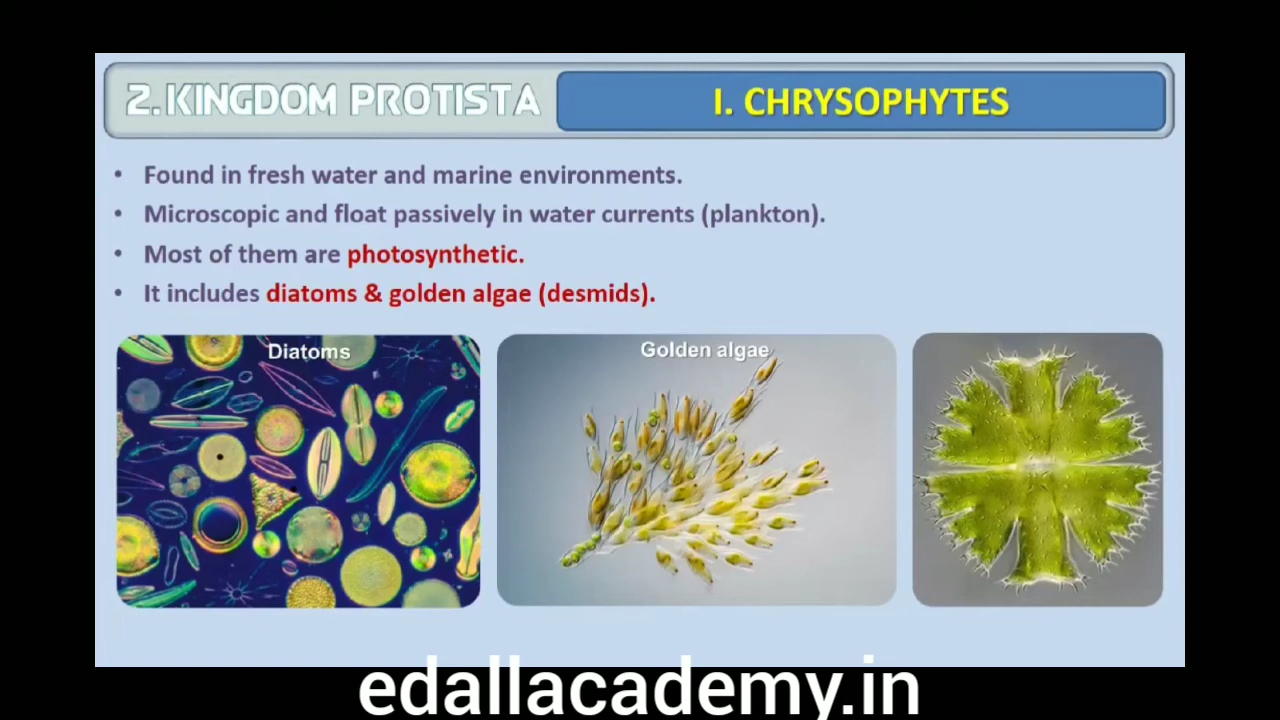 2.KINGDOM PROTISTA
I. CHRYSOPHYTES
• Found in fresh water and marine environments.
• Microscopic and float passively in water currents (plankton).
• Most of them are photosynthetic.
• It includes diatoms & golden algae (desmids).
Diatoms
Golden algae
edallacademy.in